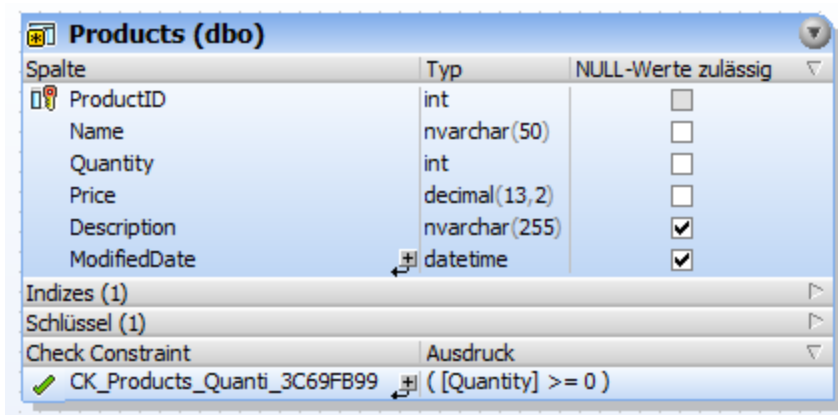 Products (dbo)
Spalte Typ NULL-Werte zulässig
ProductID int
Name nvarchar(50)
Quantity int
Price decimal(13,2)
Description nvarchar(255)
ModifiedDate datetime
Indizes (1)
Schlüssel (1)
Check Constraint Ausdruck
CK_Products_Quanti_3C69FB99 ( [Quantity] >= 0 )